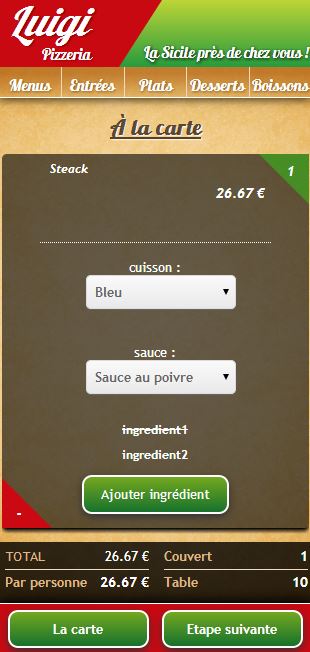 Luigi
Pizzeria
La Sicile près de chez vous !
Menus Entrées Plats Desserts Boissons
À la carte
Steack 1
26.67 €
cuisson :
Bleu
sauce :
Sauce au poivre
ingredient1
ingredient2
Ajouter ingrédient
-
TOTAL 26.67 € Couvert 1
Par personne 26.67 € Table 10
La carte Etape suivante